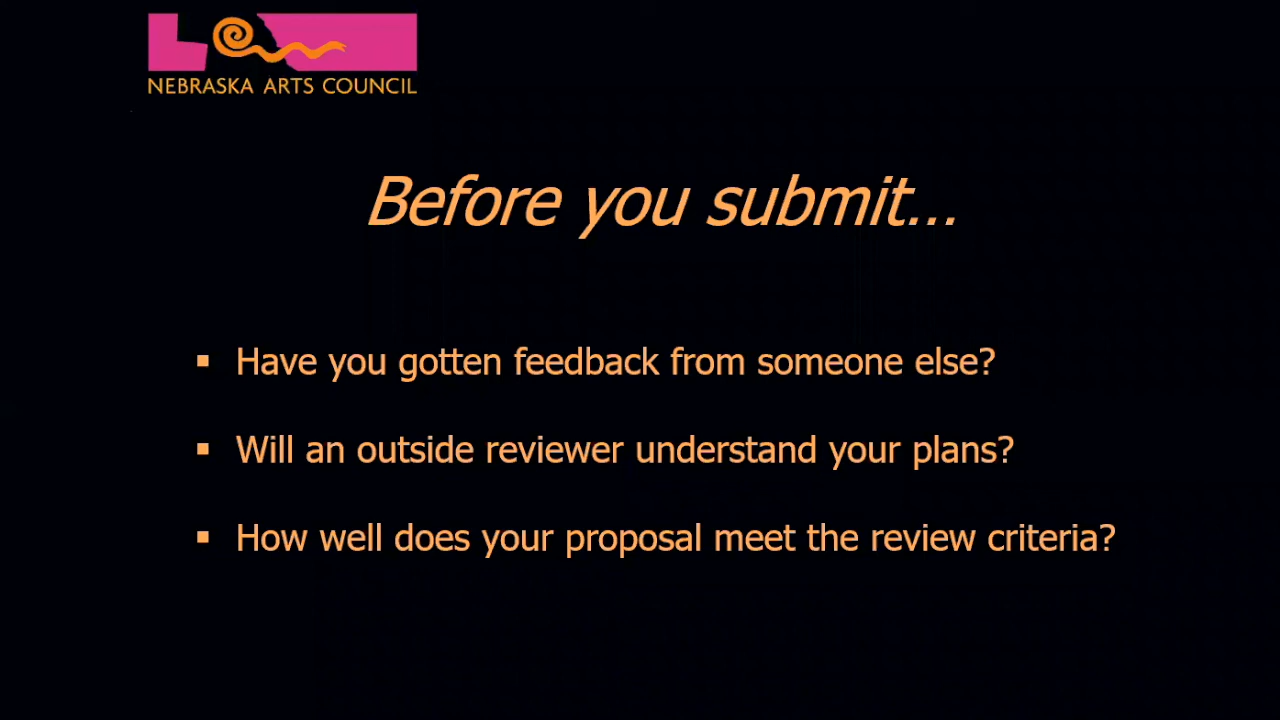 NEBRASKA ARTS COUNCIL
Before you submit...
▪ Have you gotten feedback from someone else?
▪ Will an outside reviewer understand your plans?
▪ How well does your proposal meet the review criteria?